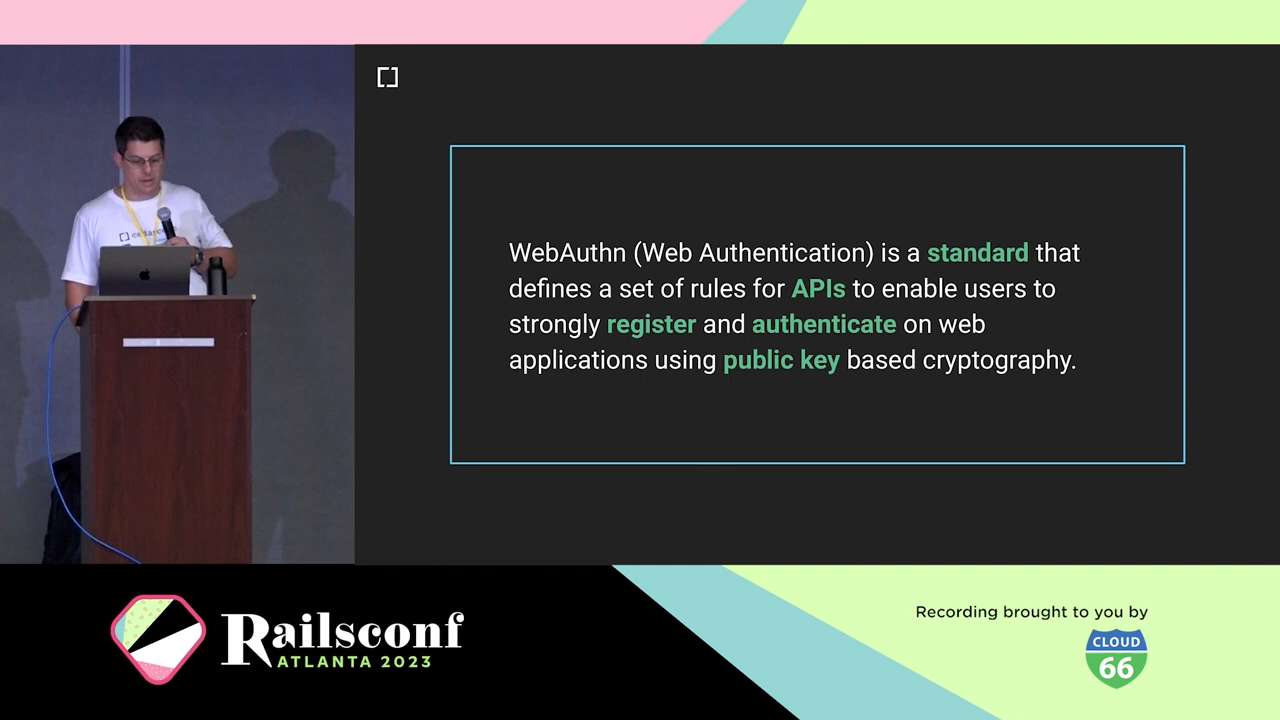 WebAuthn (Web Authentication) is a standard that
defines a set of rules for APIs to enable users to
strongly register and authenticate on web
applications using public key based cryptography.
Railsconf
ATLANTA 2023
Recording brought to you by
CLOUD
66